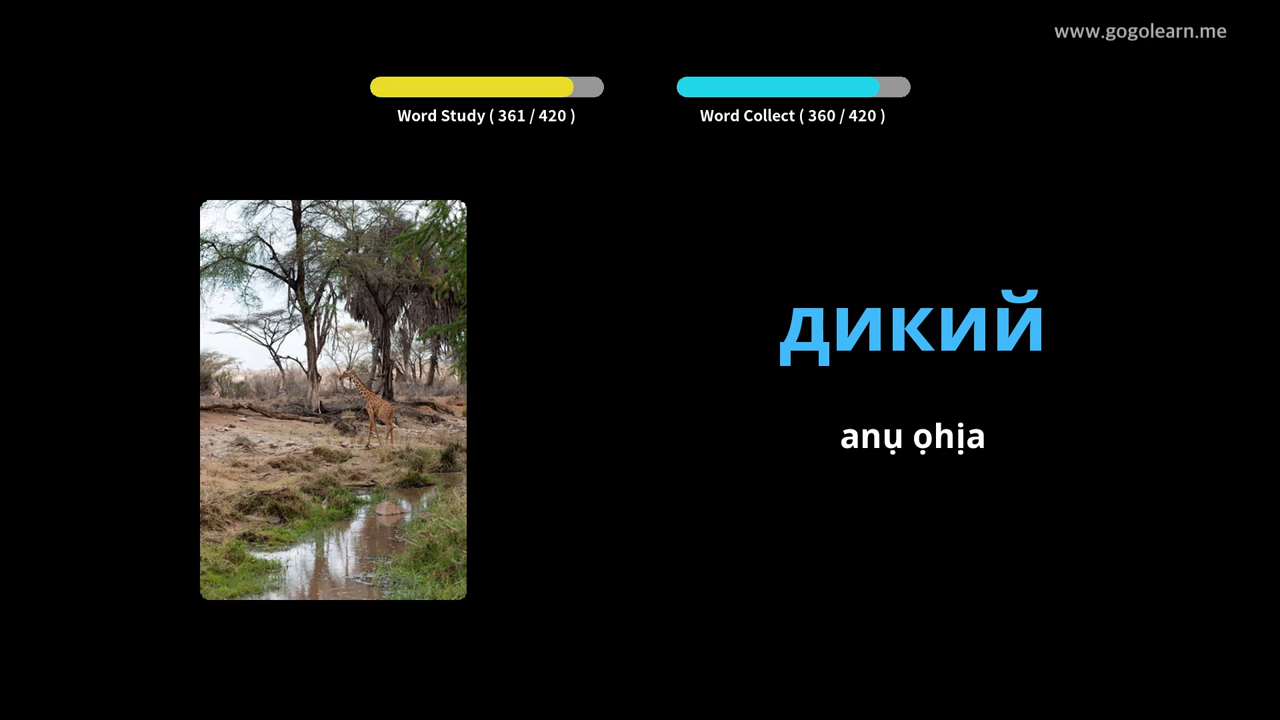 www.gogolearn.me
Word Study ( 361 / 420 )
Word Collect ( 360 / 420 )
дикий
anụ ọhịa